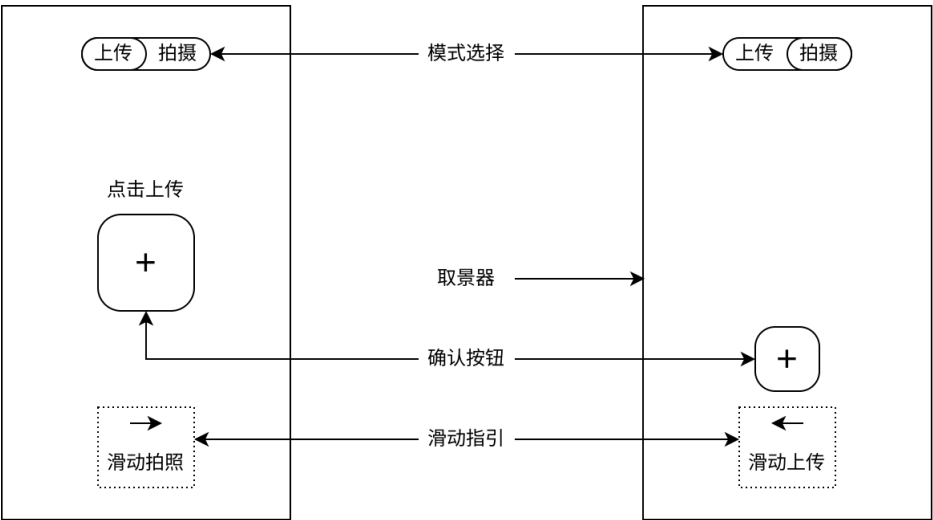 上传 拍摄
模式选择
上传 拍摄
点击上传
+
取景器
确认按钮
+
滑动拍照
滑动指引
滑动上传